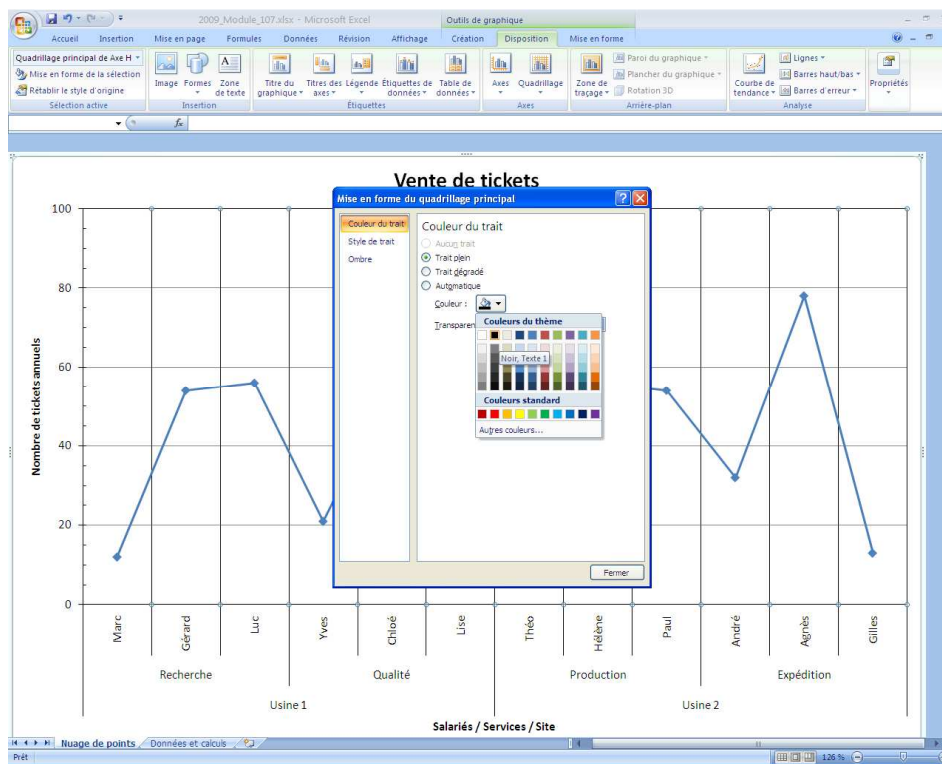 2009_Module_107.xlsx - Microsoft Excel
Outils de graphique
Accueil Insertion Mise en page Formules Données Révision Affichage Création Disposition Mise en forme
Quadrillage principal de Axe H
Mise en forme de la sélection
Rétablir le style d'origine
Sélection active
Image Formes Zone de texte
Insertion
Titre du graphique Titres des axes Légende Étiquettes de données Table de données
Étiquettes
Axes Quadrillage
Axes
Zone de traçage
Paroi du graphique
Plancher du graphique
Rotation 3D
Arrière-plan
Courbe de tendance
Lignes
Barres haut/bas
Barres d'erreur
Analyse
Propriétés
fx
Vente de tickets
Nombre de tickets annuels
100
80
60
40
20
0
Mise en forme du quadrillage principal
Couleur du trait
Style de trait
Ombre
Couleur du trait
Aucun trait
Trait plein
Trait dégradé
Automatique
Couleur :
Transparen
Couleurs du thème
Noir, Texte 1
Couleurs standard
Autres couleurs...
Fermer
Marc Gérard Luc Yves Chloé Lise Théo Hélène Paul André Agnès Gilles
Recherche Qualité Production Expédition
Usine 1 Usine 2
Salariés / Services / Site
Nuage de points Données et calculs
Prêt
126 %